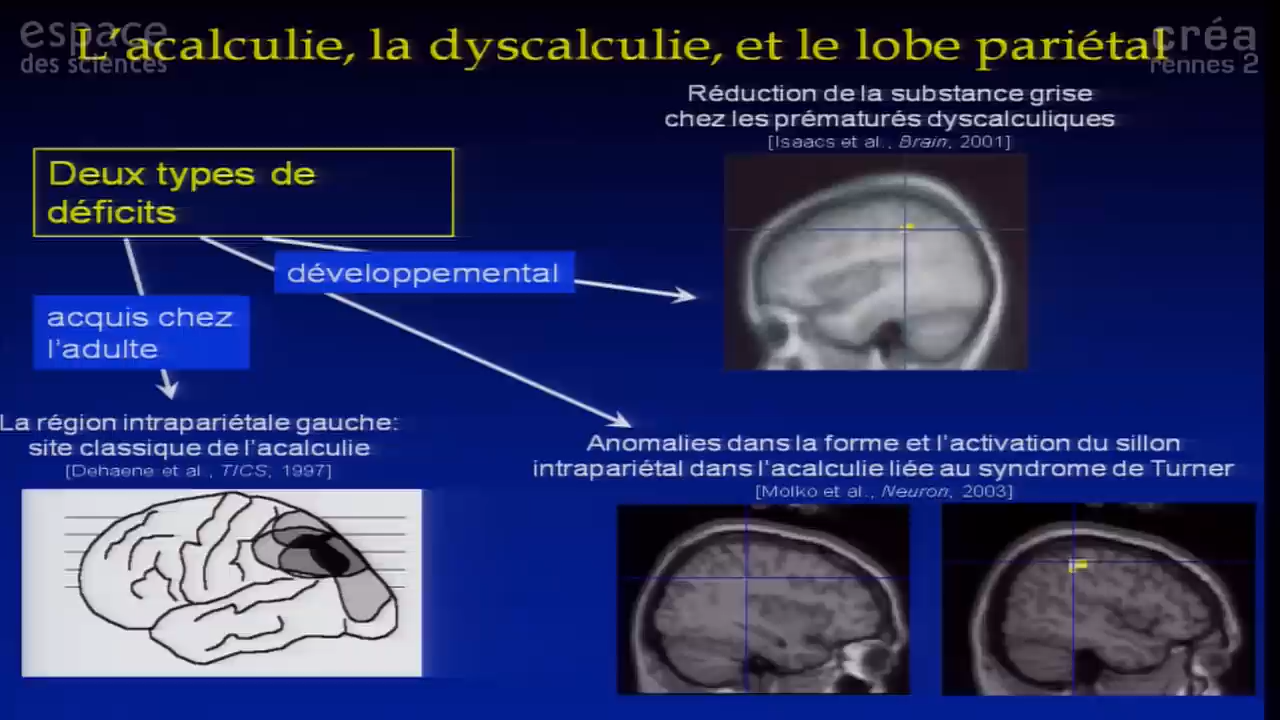 espace
des sciences
créa
rennes 2
L'acalculie, la dyscalculie, et le lobe pariétal
Réduction de la substance grise
chez les prématurés dyscalculiques
[Isaacs et al., Brain, 2001]
Deux types de
déficits
développemental
acquis chez
l'adulte
La région intrapariétale gauche:
site classique de l'acalculie
[Dehaene et al., TICS, 1997]
Anomalies dans la forme et l'activation du sillon
intrapariétal dans l'acalculie liée au syndrome de Turner
[Molko et al., Neuron, 2003]